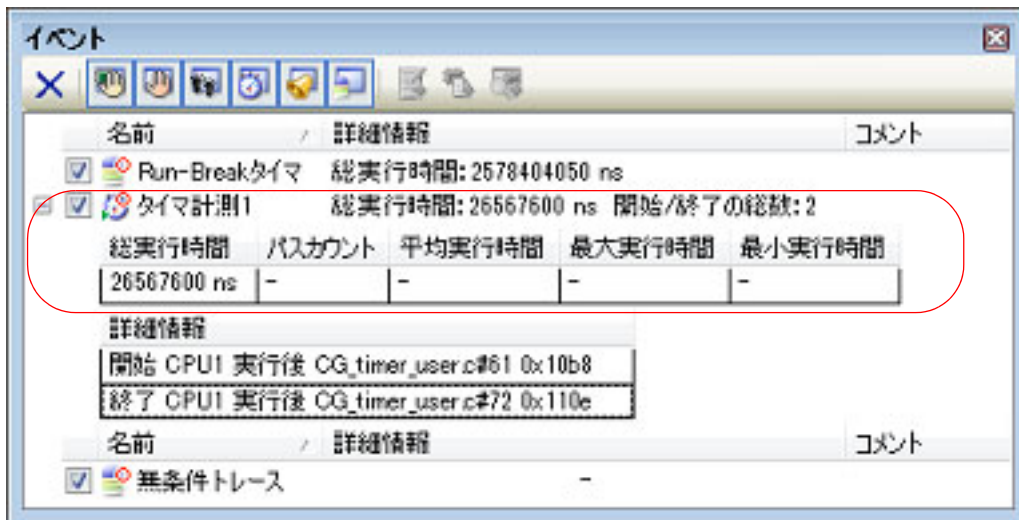 イベント
名前 詳細情報 コメント
Run-Breakタイマ 総実行時間: 2578404050 ns
タイマ計測1 総実行時間: 26567600 ns 開始/終了の総数: 2
総実行時間 パスカウント 平均実行時間 最大実行時間 最小実行時間
26567600 ns - - - -
詳細情報
開始 CPU1 実行後 CG_timer_user.c#61 0x10b8
終了 CPU1 実行後 CG_timer_user.c#72 0x110e
名前 詳細情報 コメント
無条件トレース -